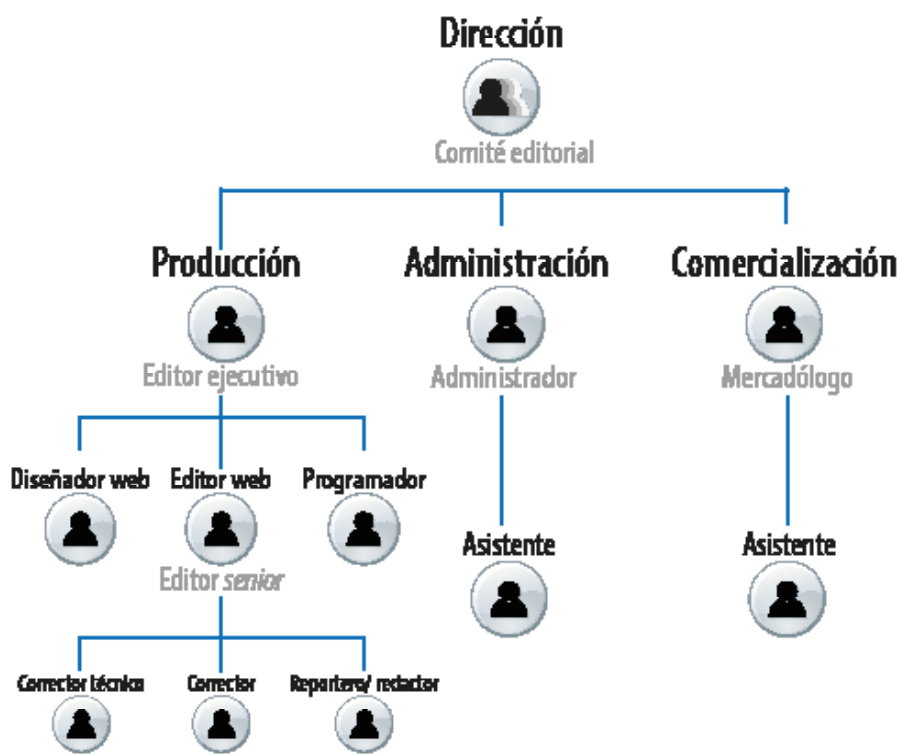 Dirección
Comité editorial
Producción Administración Comercialización
Editor ejecutivo Administrador Mercadólogo
Diseñador web Editor web Programador
Editor senior
Asistente Asistente
Corrector técnico Corrector Reportero/ redactor